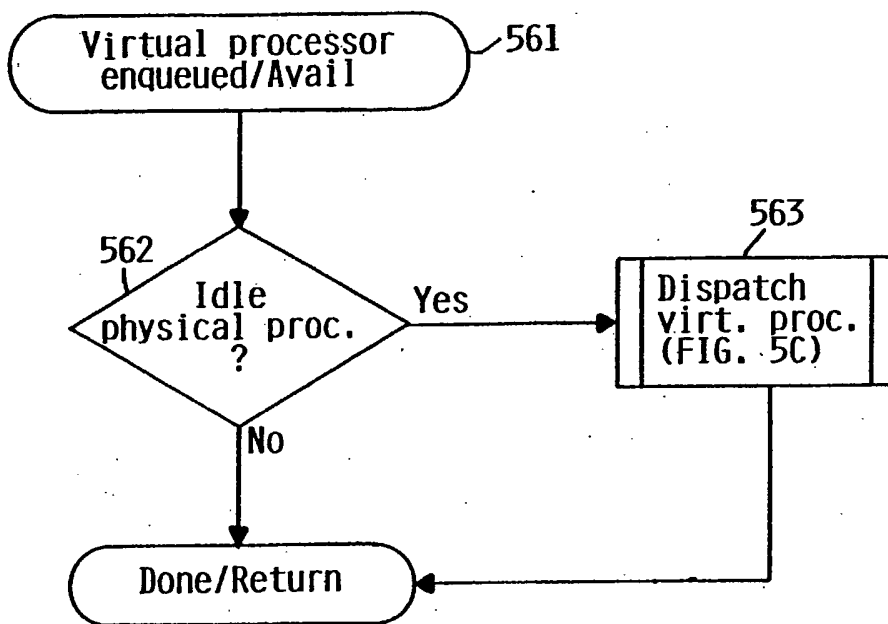 Virtual processor
enqueued/Avail
561
562
Idle
physical proc.
?
Yes
563
Dispatch
virt. proc.
(FIG. 5C)
No
Done/Return